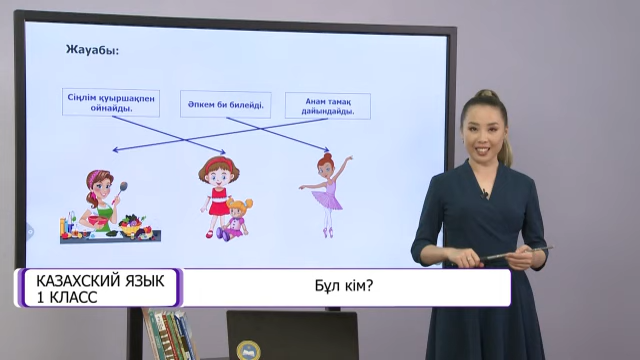 Жауабы:
Сіңлім қуыршақпен
ойнайды.
Әпкем би билейді.
Анам тамақ
дайындайды.
КАЗАХСКИЙ ЯЗЫК
1 КЛАСС
Бұл кім?